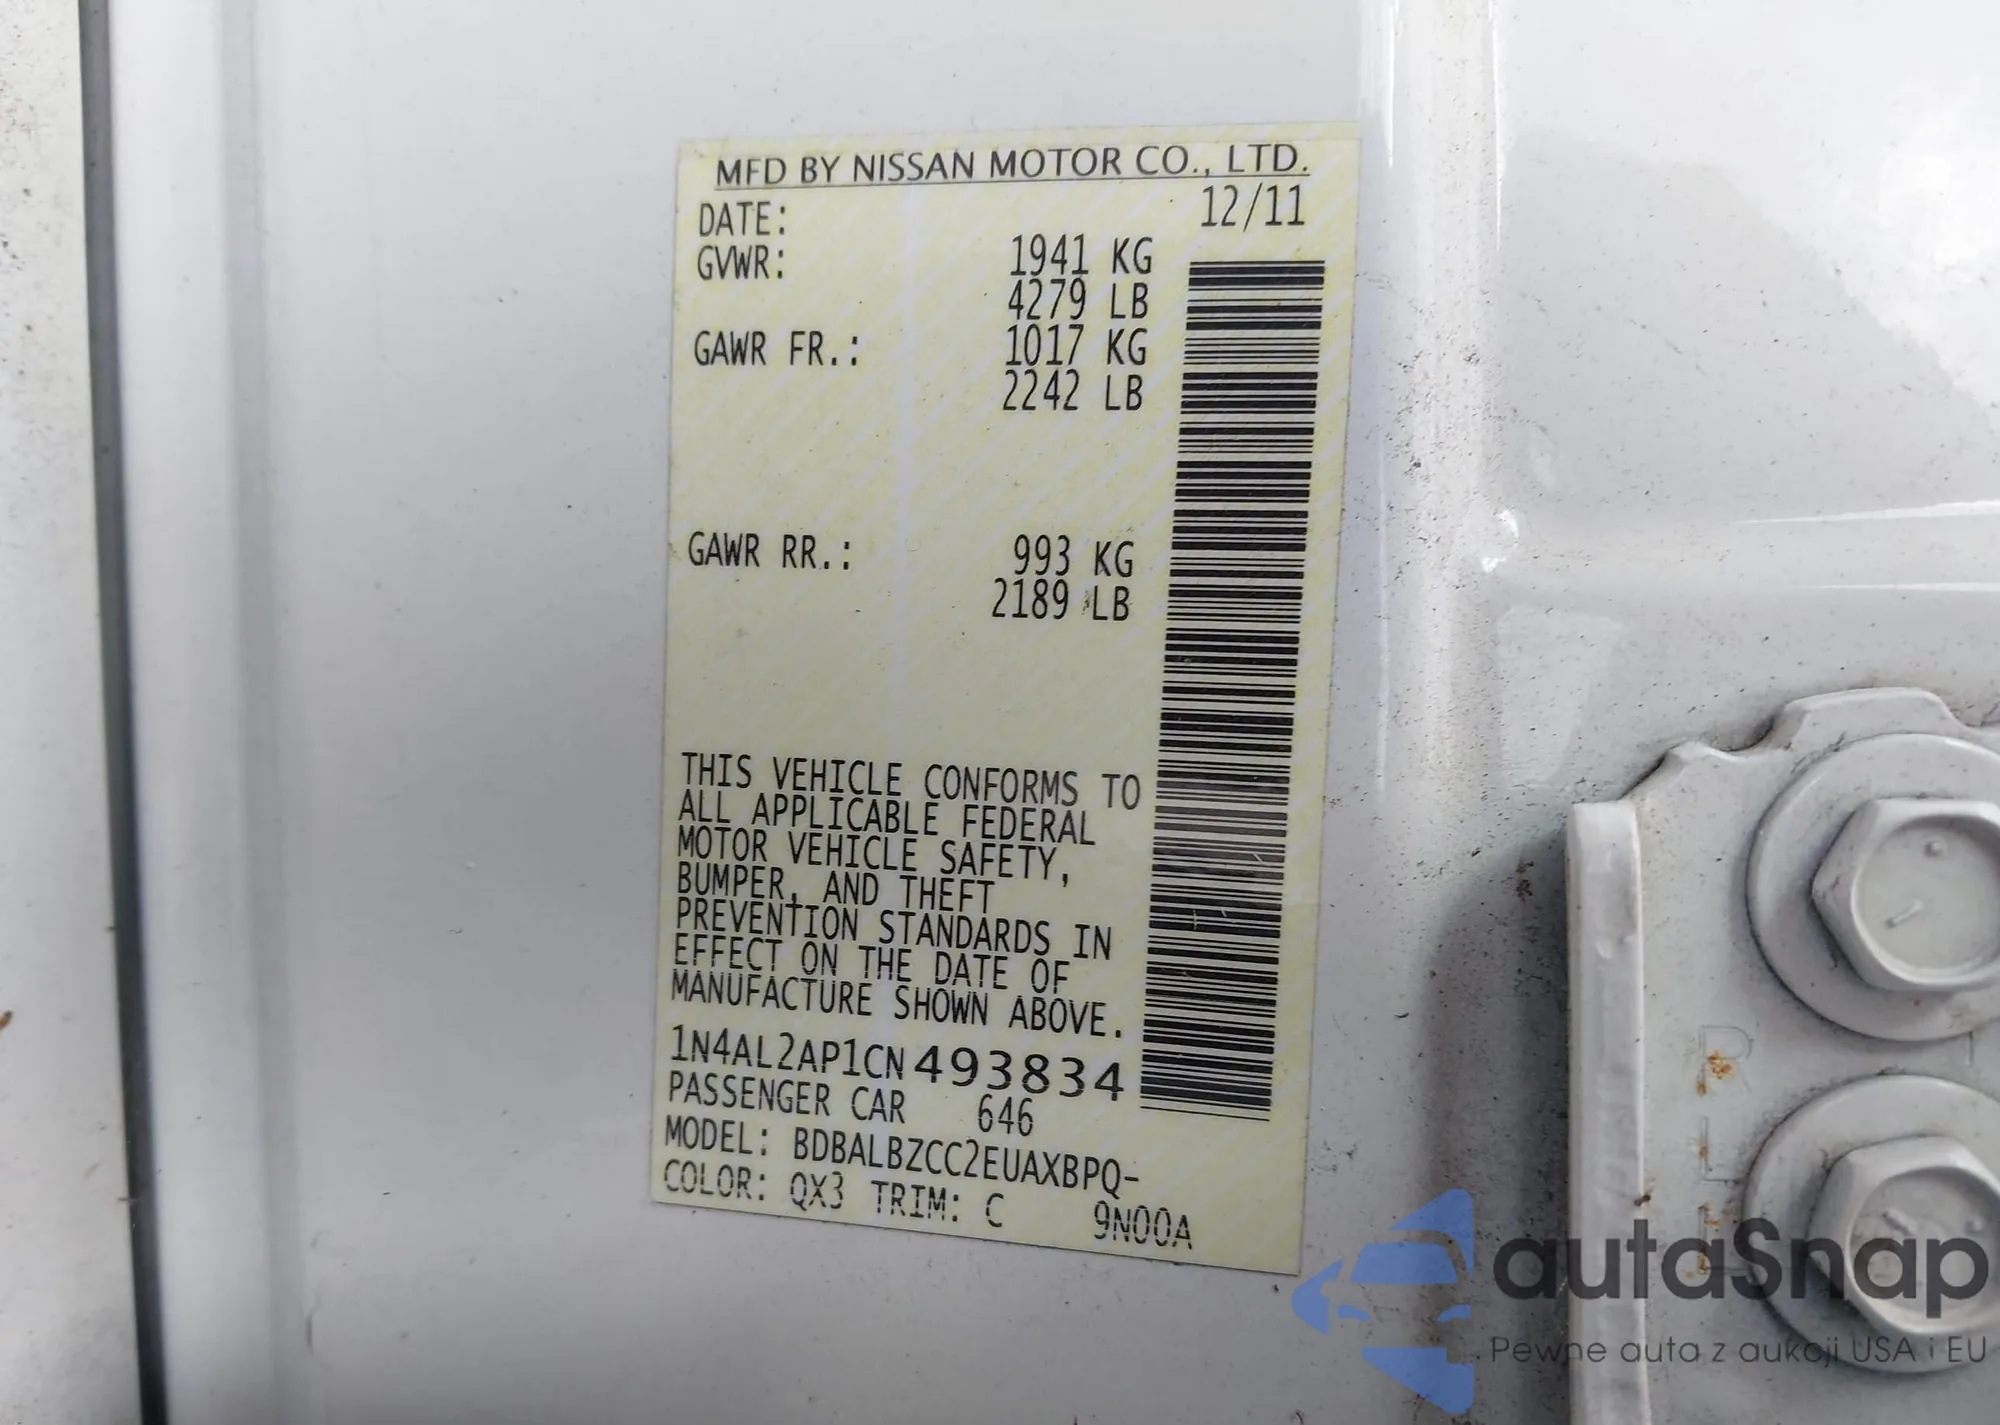 MFD BY NISSAN MOTOR CO., LTD.
DATE: 12/11
GVWR: 1941 KG
4279 LB
GAWR FR.: 1017 KG
2242 LB
GAWR RR.: 993 KG
2189 LB
THIS VEHICLE CONFORMS TO
ALL APPLICABLE FEDERAL
MOTOR VEHICLE SAFETY,
BUMPER, AND THEFT
PREVENTION STANDARDS IN
EFFECT ON THE DATE OF
MANUFACTURE SHOWN ABOVE.
1N4AL2AP1CN493834
PASSENGER CAR 646
MODEL: BDBALBZCC2EUAXBPQ-
COLOR: QX3 TRIM: C 9N00A
autaSnap
Pewne auta z aukcji USA i EU